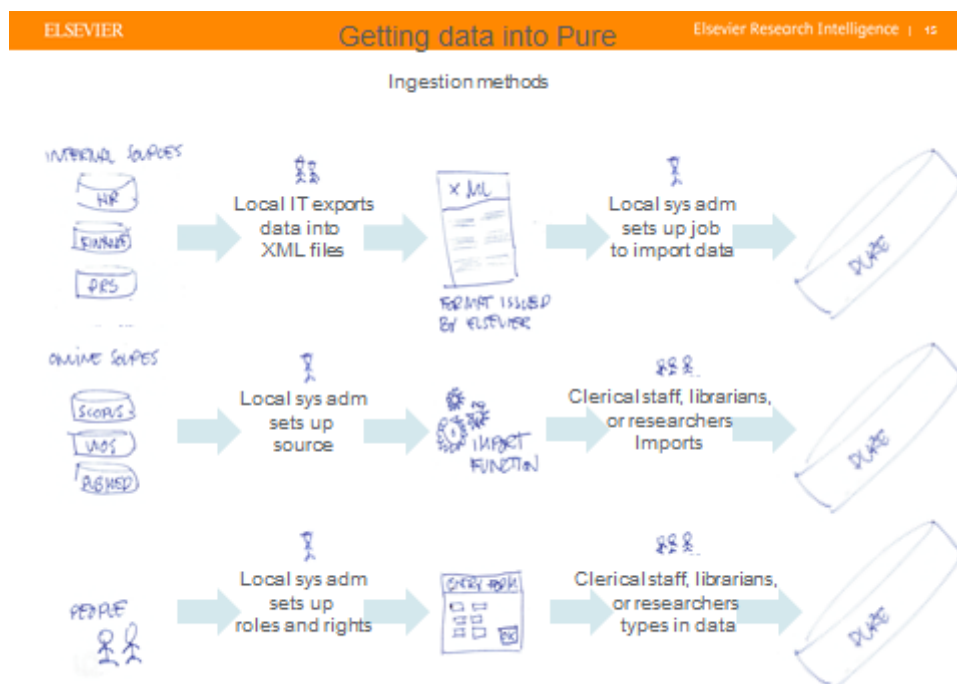 ELSEVIER
Getting data into Pure
Elsevier Research Intelligence | 15
Ingestion methods
INTERNAL SOURCES
HR
FINANCE
PRS
Local IT exports
data into
XML files
XML
FORMAT ISSUED
BY ELSEVIER
Local sys adm
sets up job
to import data
PURE
ONLINE SOURCES
SCOPUS
WOS
PUBMED
Local sys adm
sets up
source
IMPORT
FUNCTION
Clerical staff, librarians,
or researchers
Imports
PURE
PEOPLE
Local sys adm
sets up
roles and rights
ENTRY FORM
OK
Clerical staff, librarians,
or researchers
types in data
PURE